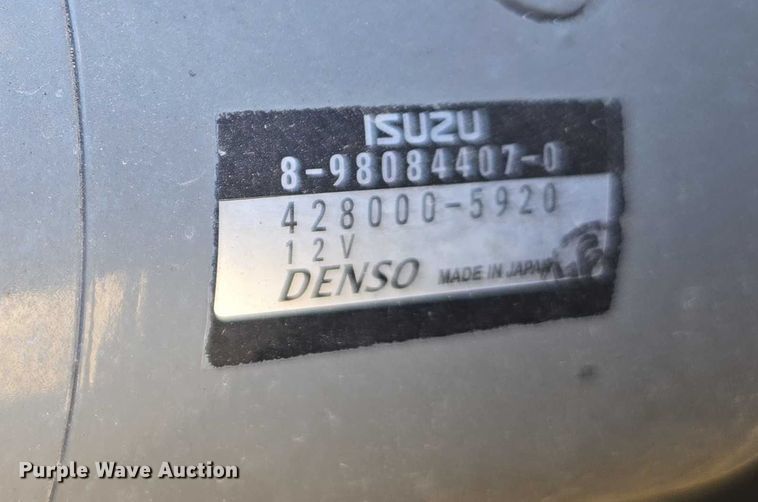 ISUZU
8-98084407-0
428000-5920
12V
DENSO MADE IN JAPAN
Purple Wave Auction